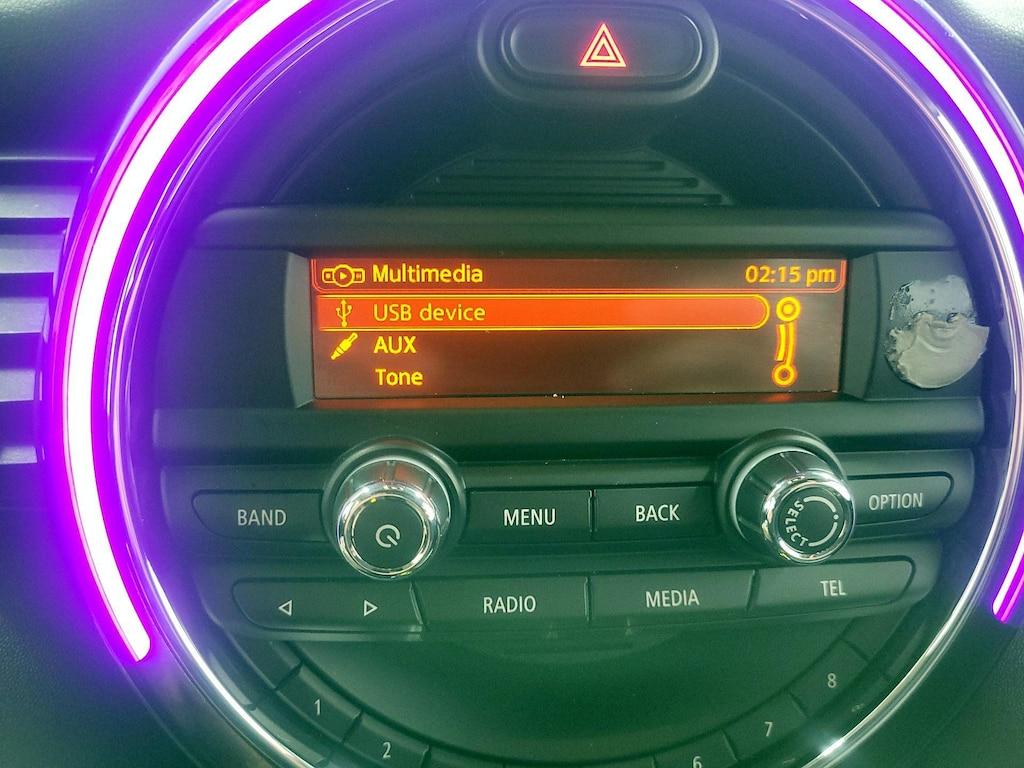 Multimedia 02:15 pm
USB device
AUX
Tone
BAND MENU BACK SELECT OPTION
RADIO MEDIA TEL
1 2 6 7 8